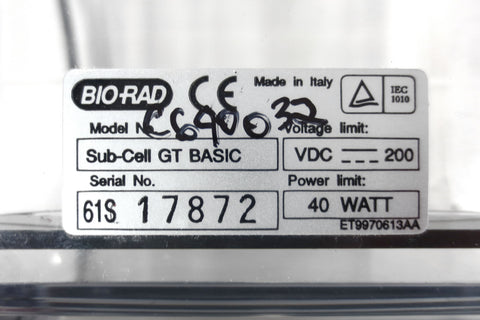 BIO-RAD CE Made in Italy IEC 1010
C640032
Model No. Voltage limit:
Sub-Cell GT BASIC VDC 200
Serial No. Power limit:
61S 17872 40 WATT
ET9970613AA